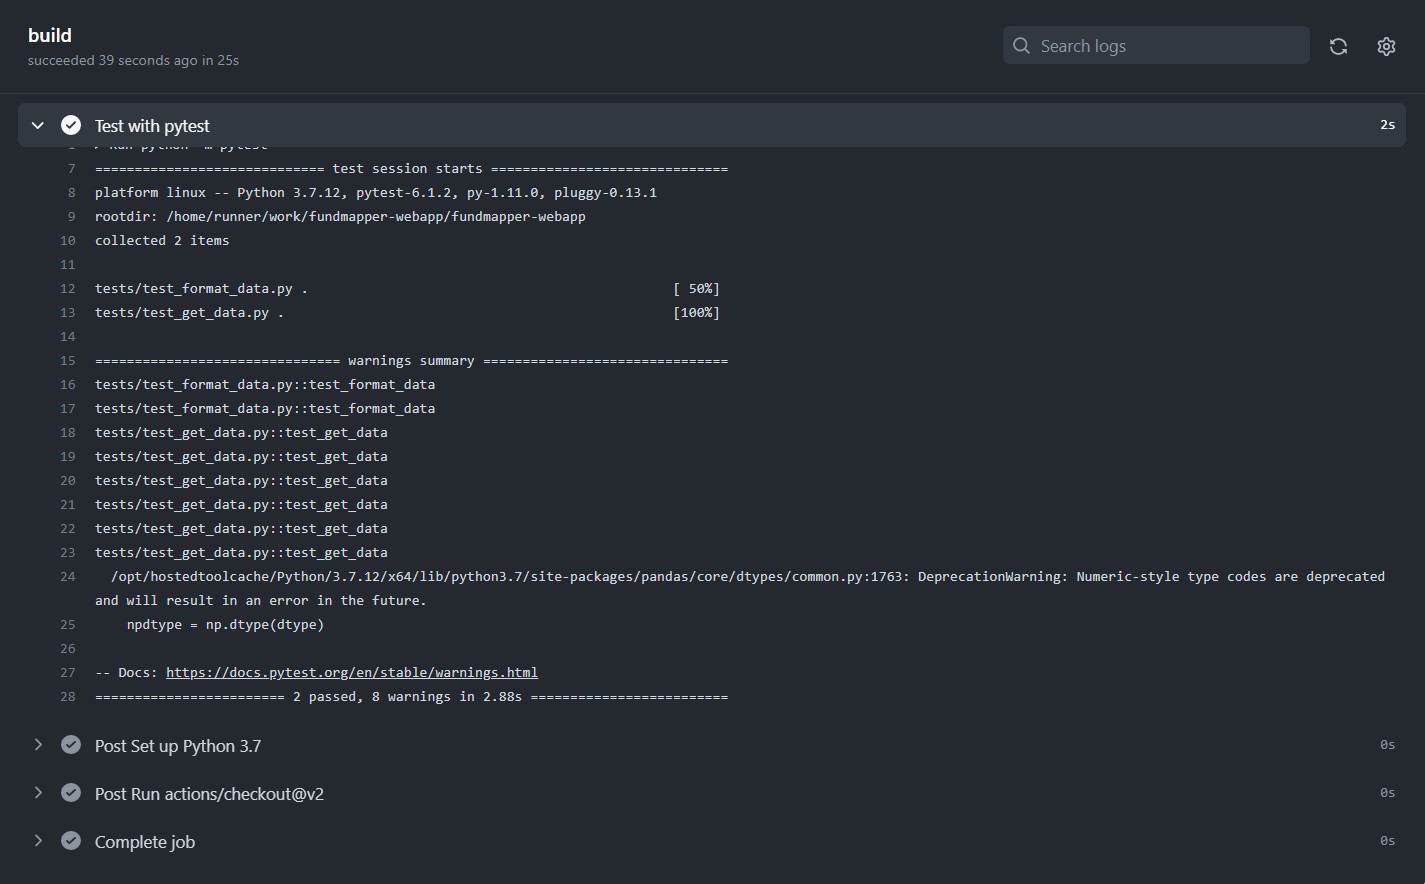 build
succeeded 39 seconds ago in 25s
Search logs
Test with pytest 2s
7 ============================= test session starts ==============================
8 platform linux -- Python 3.7.12, pytest-6.1.2, py-1.11.0, pluggy-0.13.1
9 rootdir: /home/runner/work/fundmapper-webapp/fundmapper-webapp
10 collected 2 items
11
12 tests/test_format_data.py . [ 50%]
13 tests/test_get_data.py . [100%]
14
15 =============================== warnings summary ===============================
16 tests/test_format_data.py::test_format_data
17 tests/test_format_data.py::test_format_data
18 tests/test_get_data.py::test_get_data
19 tests/test_get_data.py::test_get_data
20 tests/test_get_data.py::test_get_data
21 tests/test_get_data.py::test_get_data
22 tests/test_get_data.py::test_get_data
23 tests/test_get_data.py::test_get_data
24 /opt/hostedtoolcache/Python/3.7.12/x64/lib/python3.7/site-packages/pandas/core/dtypes/common.py:1763: DeprecationWarning: Numeric-style type codes are deprecated
and will result in an error in the future.
25 npdtype = np.dtype(dtype)
26
27 -- Docs: https://docs.pytest.org/en/stable/warnings.html
28 ======================== 2 passed, 8 warnings in 2.88s =========================
Post Set up Python 3.7 0s
Post Run actions/checkout@v2 0s
Complete job 0s